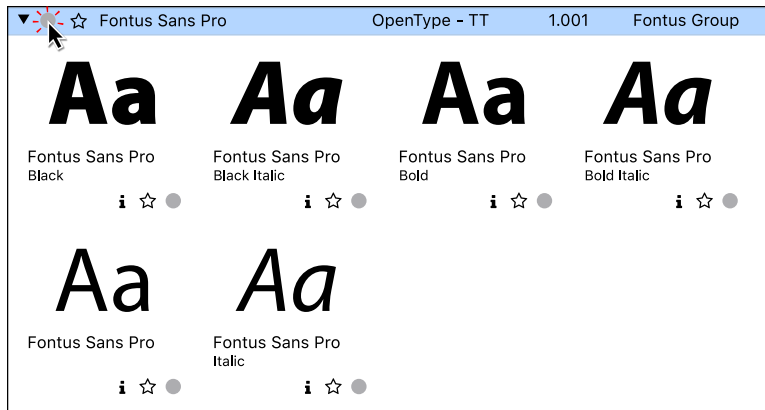 Fontus Sans Pro OpenType - TT 1.001 Fontus Group
Aa Aa Aa Aa
Fontus Sans Pro Fontus Sans Pro Fontus Sans Pro Fontus Sans Pro
Black Black Italic Bold Bold Italic
i i i i
Aa Aa
Fontus Sans Pro Fontus Sans Pro
Italic
i i